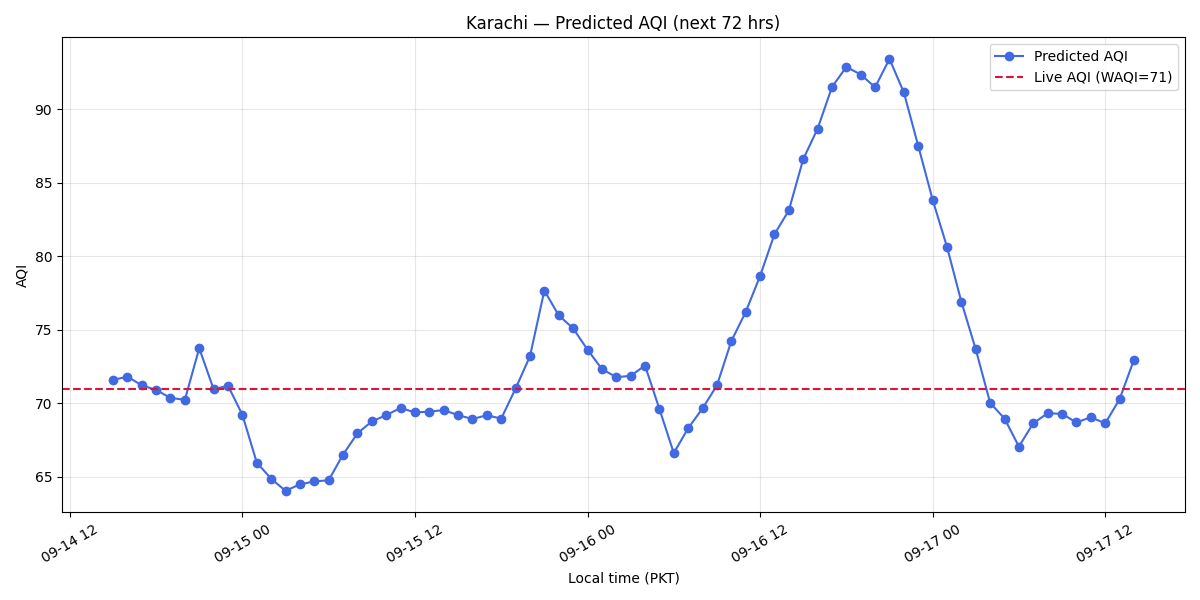 Karachi — Predicted AQI (next 72 hrs)
Predicted AQI
Live AQI (WAQI=71)
AQI
90
85
80
75
70
65
09-14 12
09-15 00
09-15 12
09-16 00
09-16 12
09-17 00
09-17 12
Local time (PKT)